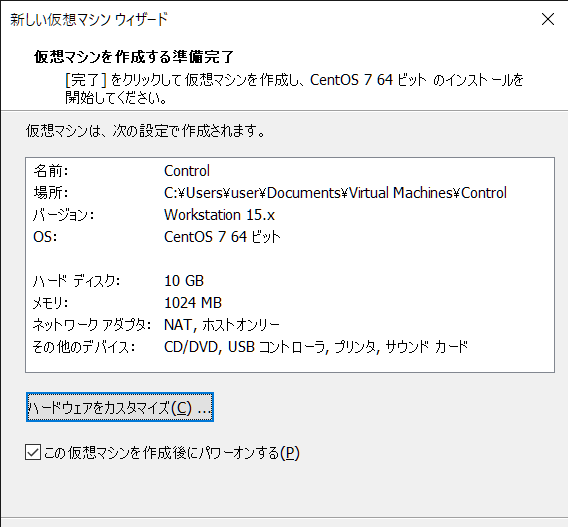 新しい仮想マシン ウィザード
仮想マシンを作成する準備完了
[完了] をクリックして仮想マシンを作成し、CentOS 7 64 ビット のインストールを
開始してください。
仮想マシンは、次の設定で作成されます。
名前: Control
場所: C:¥Users¥user¥Documents¥Virtual Machines¥Control
バージョン: Workstation 15.x
OS: CentOS 7 64 ビット
ハード ディスク: 10 GB
メモリ: 1024 MB
ネットワーク アダプタ: NAT, ホストオンリー
その他のデバイス: CD/DVD, USB コントローラ, プリンタ, サウンド カード
ハードウェアをカスタマイズ(C) ...
この仮想マシンを作成後にパワーオンする(P)